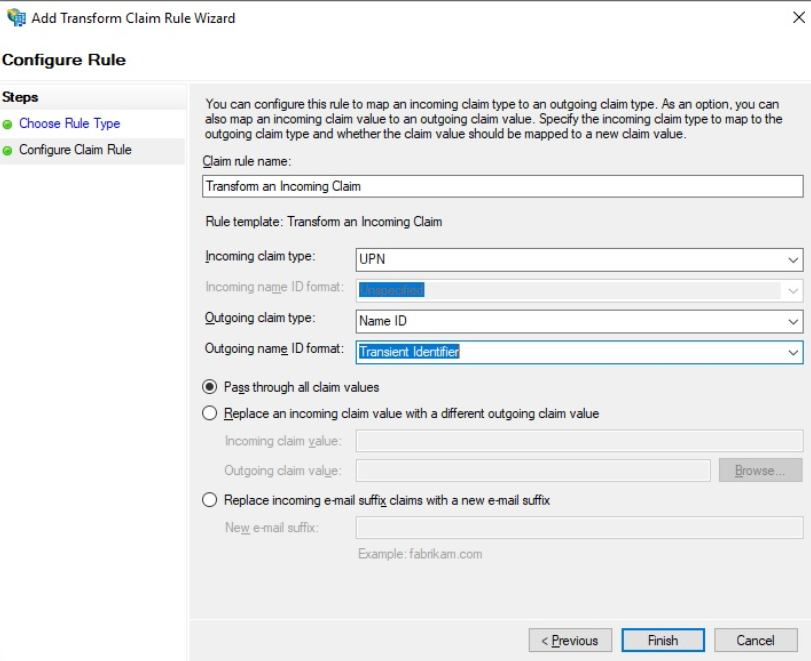 Add Transform Claim Rule Wizard
Configure Rule
Steps
Choose Rule Type
Configure Claim Rule
You can configure this rule to map an incoming claim type to an outgoing claim type. As an option, you can
also map an incoming claim value to an outgoing claim value. Specify the incoming claim type to map to the
outgoing claim type and whether the claim value should be mapped to a new claim value.
Claim rule name:
Transform an Incoming Claim
Rule template: Transform an Incoming Claim
Incoming claim type: UPN
Incoming name ID format: Unspecified
Outgoing claim type: Name ID
Outgoing name ID format: Transient Identifier
Pass through all claim values
Replace an incoming claim value with a different outgoing claim value
Incoming claim value:
Outgoing claim value: Browse...
Replace incoming e-mail suffix claims with a new e-mail suffix
New e-mail suffix:
Example: fabrikam.com
< Previous Finish Cancel